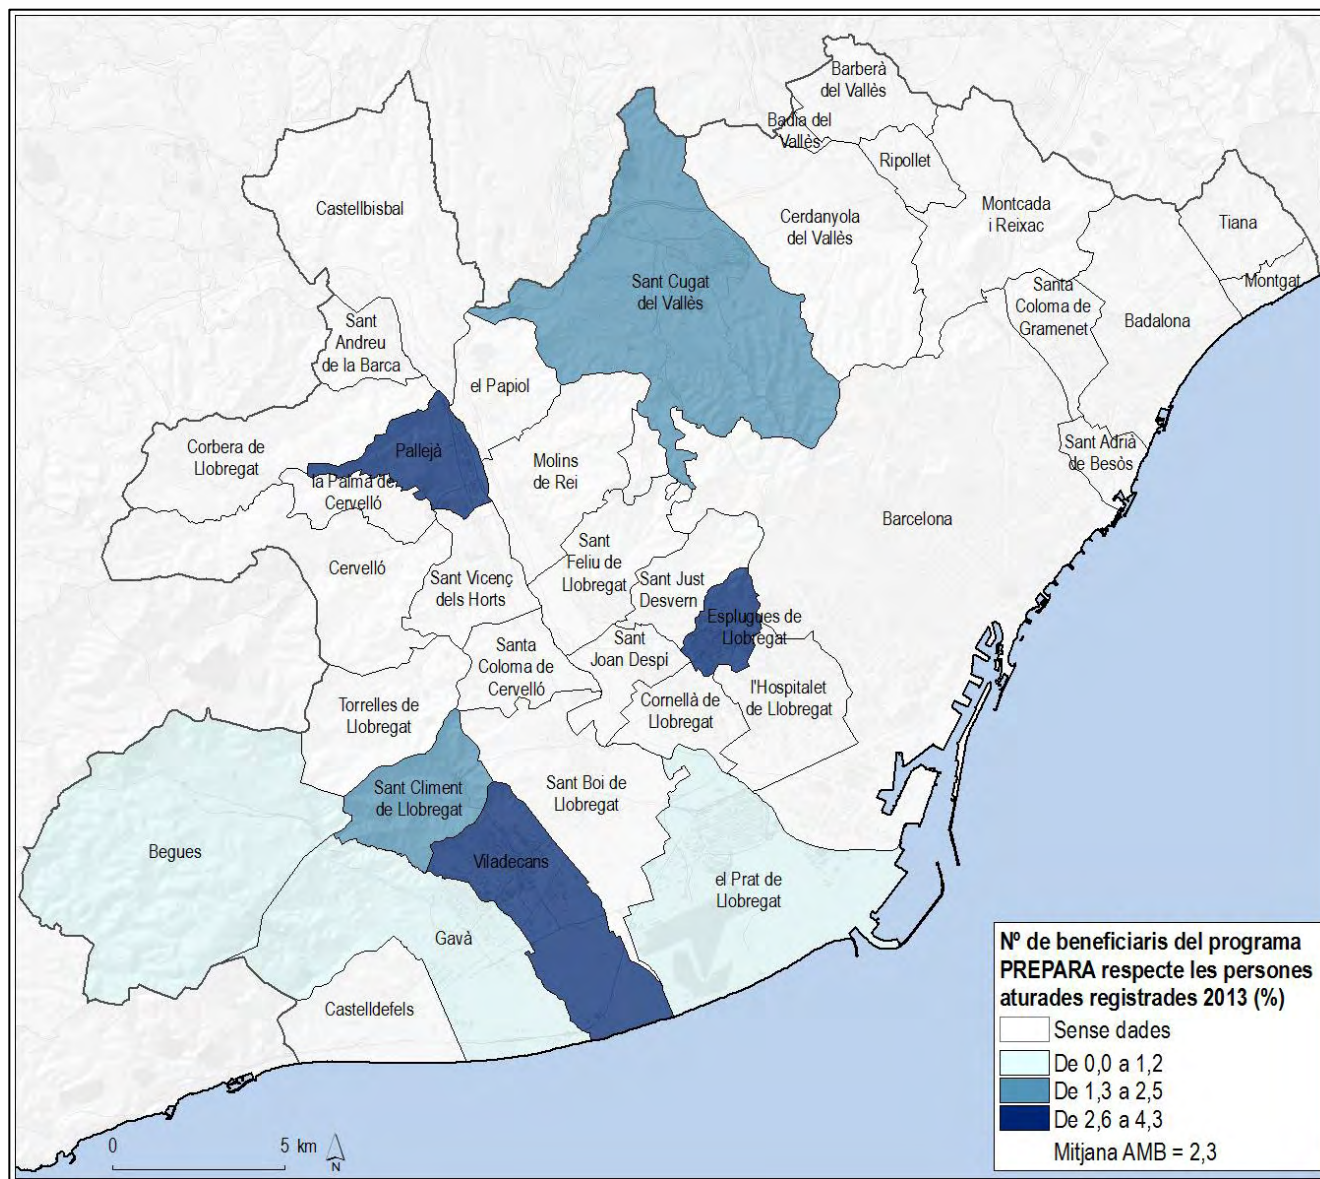 Barberà
del Vallès
Badia del
Vallès
Ripollet
Castellbisbal
Cerdanyola
del Vallès
Montcada
i Reixac
Tiana
Montgat
Sant Cugat
del Vallès
Santa
Coloma de
Gramenet
Badalona
Sant
Andreu
de la Barca
el Papiol
Corbera de
Llobregat
Pallejà
la Palma de
Cervelló
Molins
de Rei
Sant Adrià
de Besòs
Barcelona
Cervelló
Sant Vicenç
dels Horts
Sant
Feliu de
Llobregat
Sant Just
Desvern
Esplugues de
Llobregat
Santa
Coloma de
Cervelló
Sant
Joan Despí
Cornellà de
Llobregat
l'Hospitalet
de Llobregat
Torrelles de
Llobregat
Sant Climent
de Llobregat
Sant Boi de
Llobregat
Begues
Viladecans
el Prat de
Llobregat
Gavà
Castelldefels
Nº de beneficiaris del programa
PREPARA respecte les persones
aturades registrades 2013 (%)
Sense dades
De 0,0 a 1,2
De 1,3 a 2,5
De 2,6 a 4,3
Mitjana AMB = 2,3
0 5 km
N